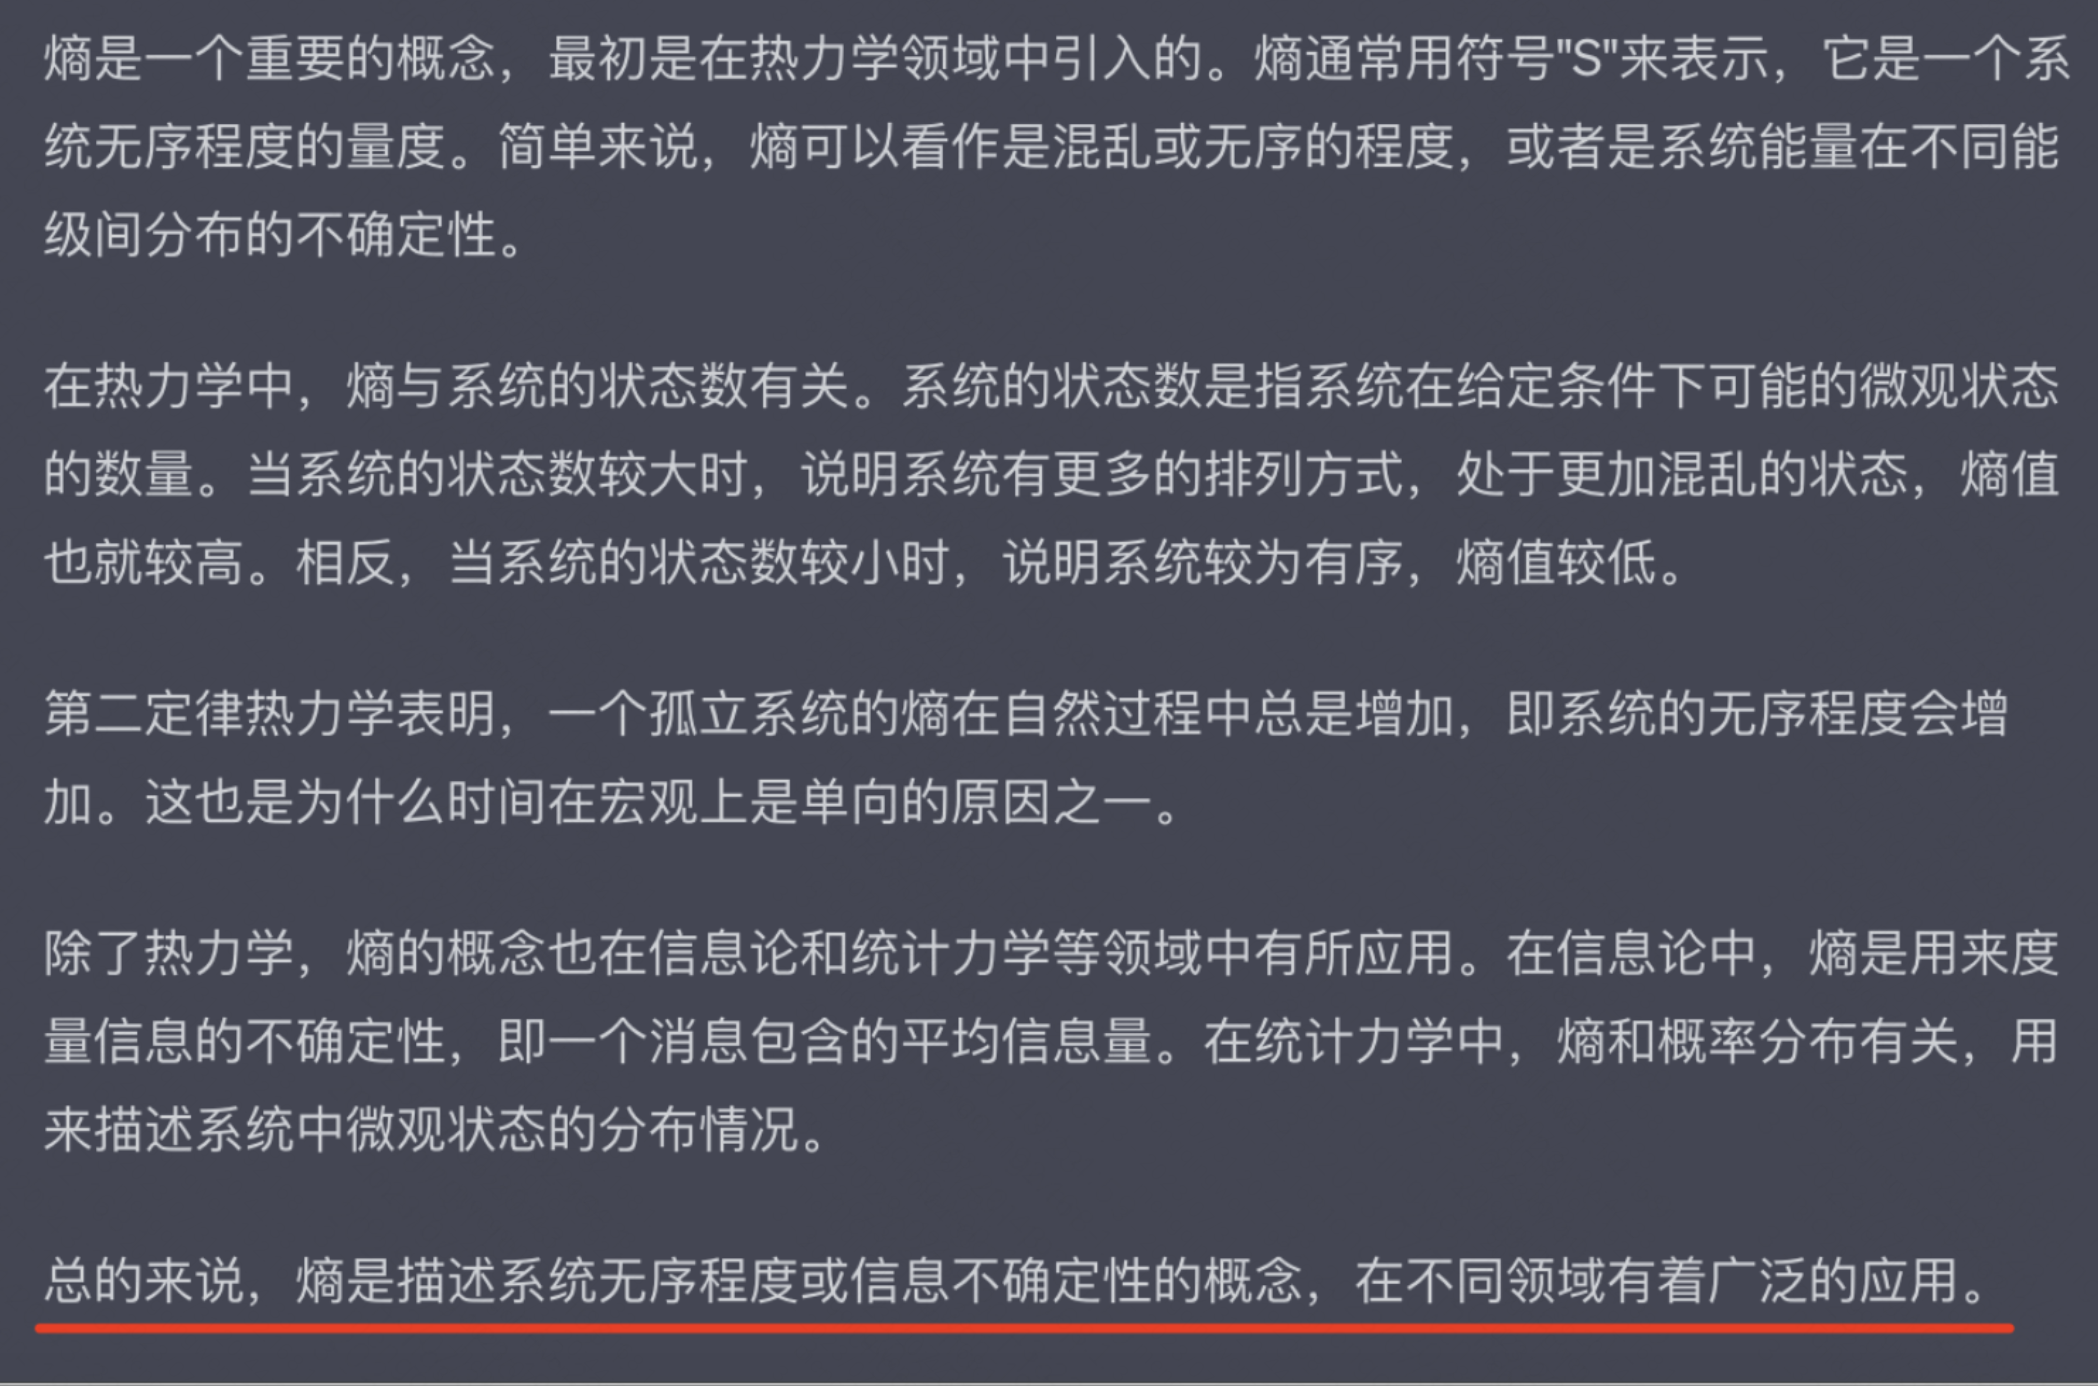 熵是一个重要的概念，最初是在热力学领域中引入的。熵通常用符号"S"来表示，它是一个系
统无序程度的量度。简单来说，熵可以看作是混乱或无序的程度，或者是系统能量在不同能
级间分布的不确定性。
在热力学中，熵与系统的状态数有关。系统的状态数是指系统在给定条件下可能的微观状态
的数量。当系统的状态数较大时，说明系统有更多的排列方式，处于更加混乱的状态，熵值
也就较高。相反，当系统的状态数较小时，说明系统较为有序，熵值较低。
第二定律热力学表明，一个孤立系统的熵在自然过程中总是增加，即系统的无序程度会增
加。这也是为什么时间在宏观上是单向的原因之一。
除了热力学，熵的概念也在信息论和统计力学等领域中有所应用。在信息论中，熵是用来度
量信息的不确定性，即一个消息包含的平均信息量。在统计力学中，熵和概率分布有关，用
来描述系统中微观状态的分布情况。
总的来说，熵是描述系统无序程度或信息不确定性的概念，在不同领域有着广泛的应用。